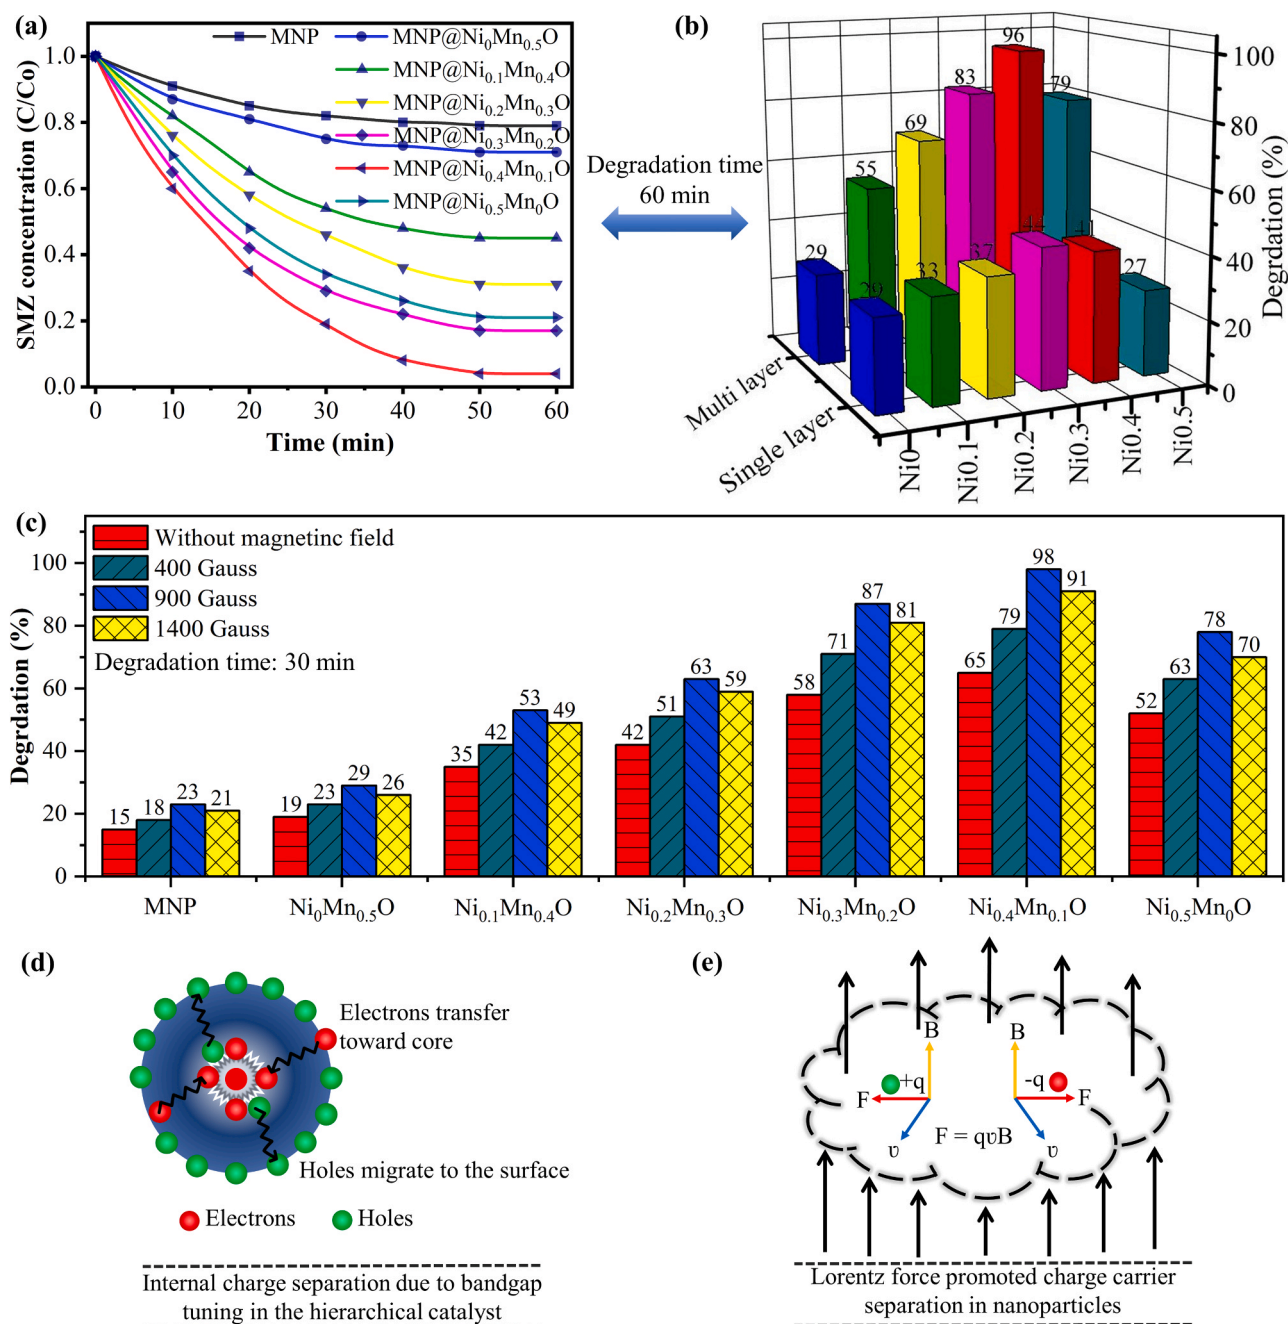 (a)
MNP
MNP@Ni₀Mn₀.₅O
MNP@Ni₀.₁Mn₀.₄O
MNP@Ni₀.₂Mn₀.₃O
MNP@Ni₀.₃Mn₀.₂O
MNP@Ni₀.₄Mn₀.₁O
MNP@Ni₀.₅Mn₀O
SMZ concentration (C/Co)
1.0
0.8
0.6
0.4
0.2
0.0
0 10 20 30 40 50 60
Time (min)
Degradation time
60 min
(b)
96
83
79
69
55
29
44
41
37
33
29
27
100
80
60
40
20
0
Degradation (%)
Multi layer
Single layer
Ni0
Ni0.1
Ni0.2
Ni0.3
Ni0.4
Ni0.5
(c)
Without magnetinc field
400 Gauss
900 Gauss
1400 Gauss
Degradation time: 30 min
Degrdation (%)
100
80
60
40
20
0
15 18 23 21
19 23 29 26
35 42 53 49
42 51 63 59
58 71 87 81
65 79 98 91
52 63 78 70
MNP Ni₀Mn₀.₅O Ni₀.₁Mn₀.₄O Ni₀.₂Mn₀.₃O Ni₀.₃Mn₀.₂O Ni₀.₄Mn₀.₁O Ni₀.₅Mn₀O
(d)
Electrons transfer
toward core
Holes migrate to the surface
Electrons Holes
Internal charge separation due to bandgap
tuning in the hierarchical catalyst
(e)
B B
+q -q
F F
F = qυB
υ υ
Lorentz force promoted charge carrier
separation in nanoparticles